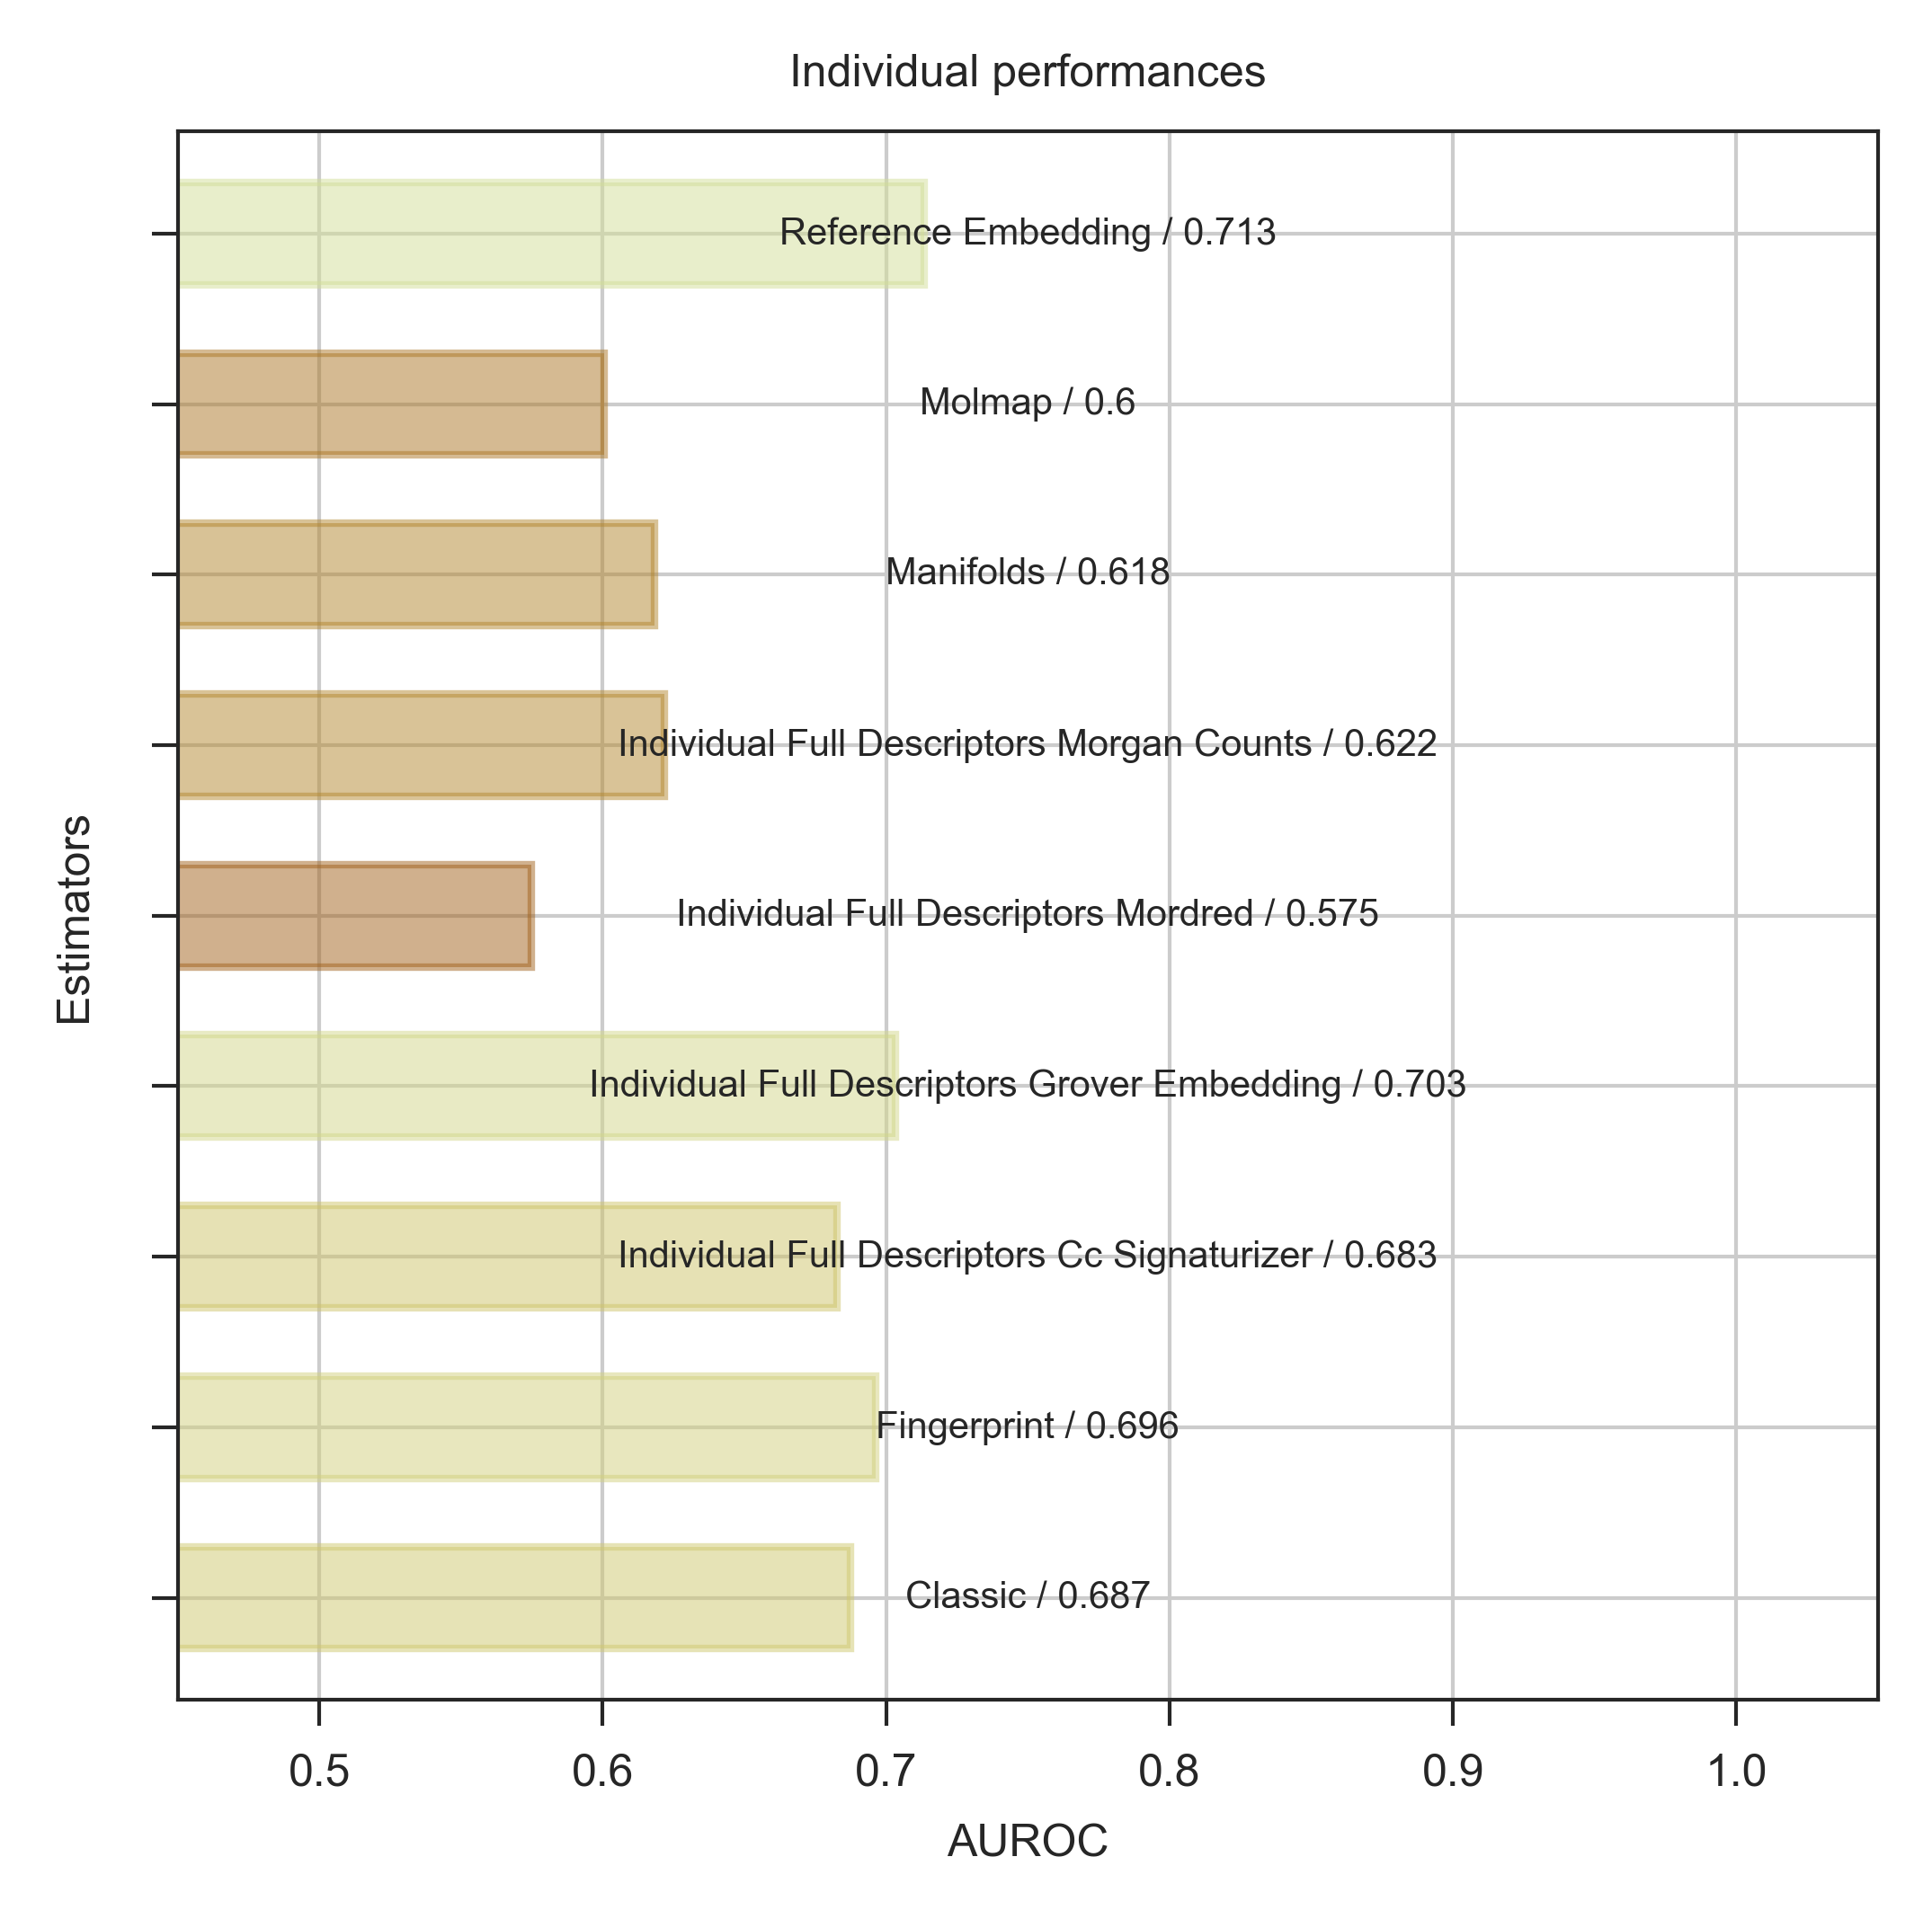 Individual performances
Reference Embedding / 0.713
Molmap / 0.6
Manifolds / 0.618
Individual Full Descriptors Morgan Counts / 0.622
Individual Full Descriptors Mordred / 0.575
Individual Full Descriptors Grover Embedding / 0.703
Individual Full Descriptors Cc Signaturizer / 0.683
Fingerprint / 0.696
Classic / 0.687
Estimators
0.5 0.6 0.7 0.8 0.9 1.0
AUROC